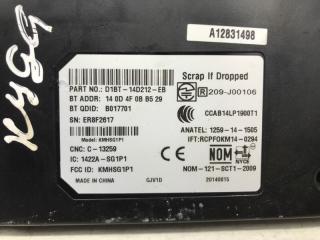 A12831498
Scrap If Dropped
PART NO.: D1BT-14D212-EB
BT ADDR: 14 0D 4F 0B B5 29
BT QDID: B017701
SN: ER8F2617
Model: KMHSG1P1
CNC: C-13259
IC: 1422A-SG1P1
FCC ID: KMHSG1P1
MADE IN CHINA
GJV1D
R 209-J00106
CCAB14LP1900T1
ANATEL: 1259-14-1505
IFT: RCPFOKM14-0294
NOM
NYCE
NOM-121-SCT1-2009
20140815